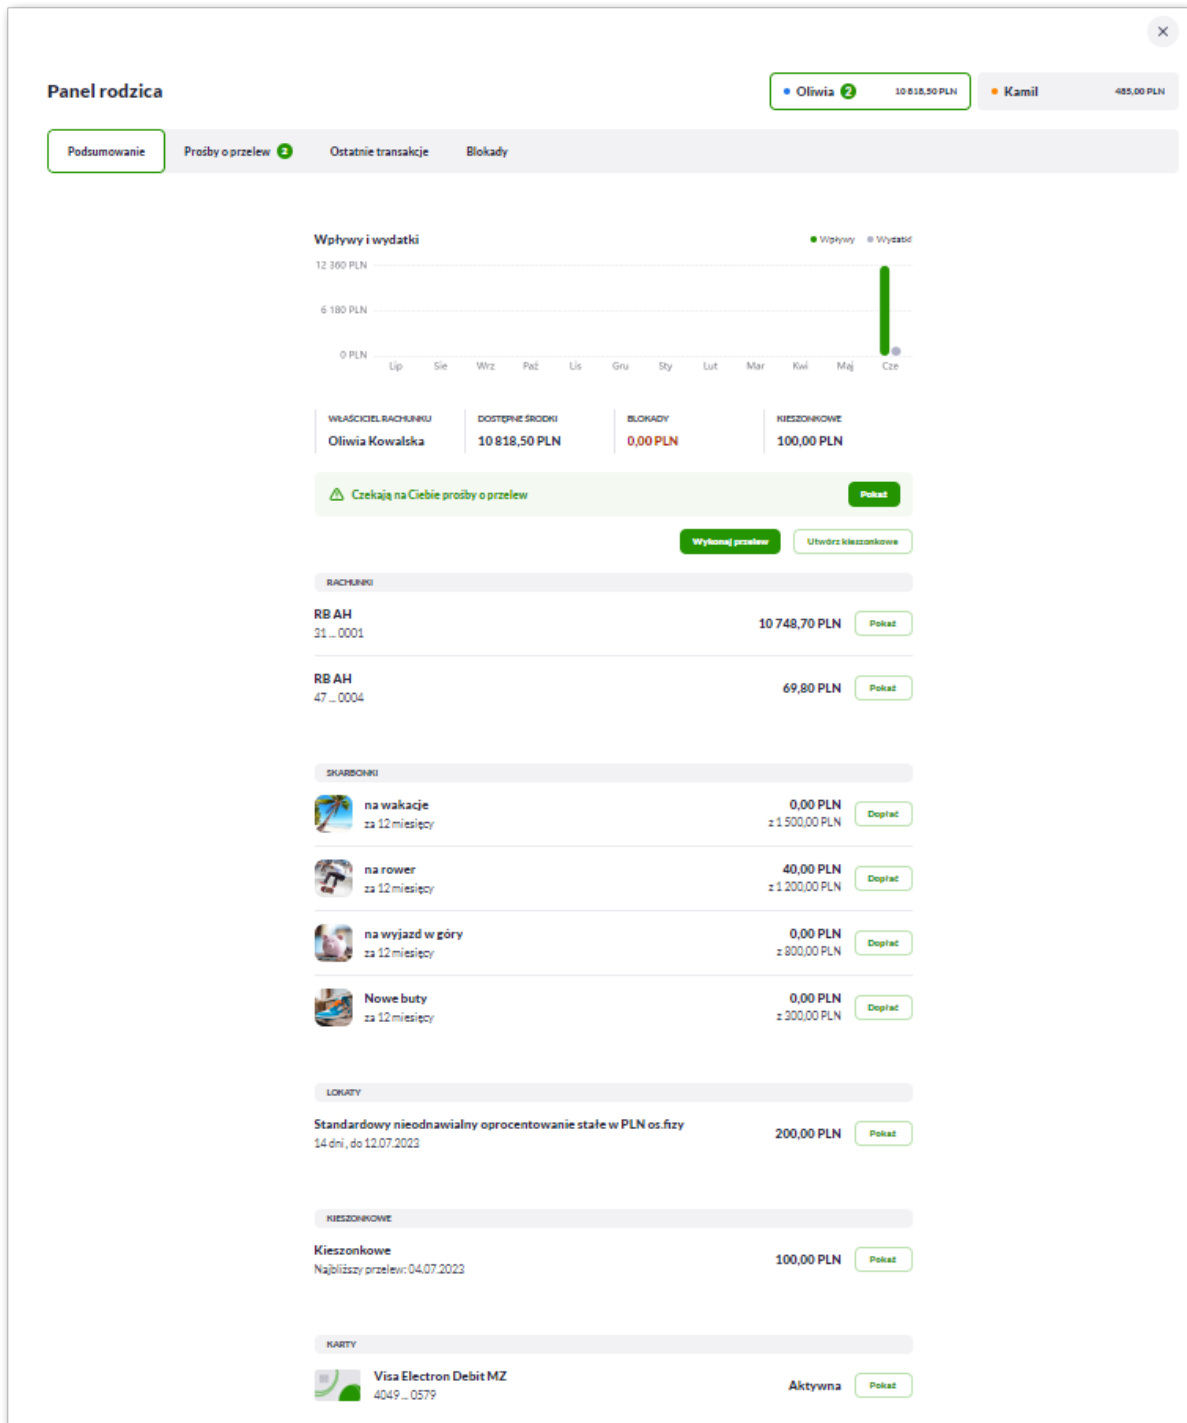 Panel rodzica
Oliwia 2 10 818,50 PLN
Kamil 485,00 PLN
Podsumowanie Prośby o przelew 2 Ostatnie transakcje Blokady
Wpływy i wydatki
Wpływy Wydatki
12 360 PLN
6 180 PLN
0 PLN
Lip Sie Wrz Paź Lis Gru Sty Lut Mar Kwi Maj Cze
WŁAŚCICIEL RACHUNKU DOSTĘPNE ŚRODKI BLOKADY KIESZONKOWE
Oliwia Kowalska 10 818,50 PLN 0,00 PLN 100,00 PLN
Czekają na Ciebie prośby o przelew Pokaż
Wykonaj przelew Utwórz kieszonkowe
RACHUNKI
RB AH
31 ... 0001
10 748,70 PLN Pokaż
RB AH
47 ... 0004
69,80 PLN Pokaż
SKARBONKI
na wakacje 0,00 PLN
za 12 miesięcy z 1 500,00 PLN
Dopłać
na rower 40,00 PLN
za 12 miesięcy z 1 200,00 PLN
Dopłać
na wyjazd w góry 0,00 PLN
za 12 miesięcy z 800,00 PLN
Dopłać
Nowe buty 0,00 PLN
za 12 miesięcy z 300,00 PLN
Dopłać
LOKATY
Standardowy nieodnawialny oprocentowanie stałe w PLN os.fizy
14 dni , do 12.07.2023
200,00 PLN Pokaż
KIESZONKOWE
Kieszonkowe
Najbliższy przelew: 04.07.2023
100,00 PLN Pokaż
KARTY
Visa Electron Debit MZ
4049 ... 0579
Aktywna Pokaż